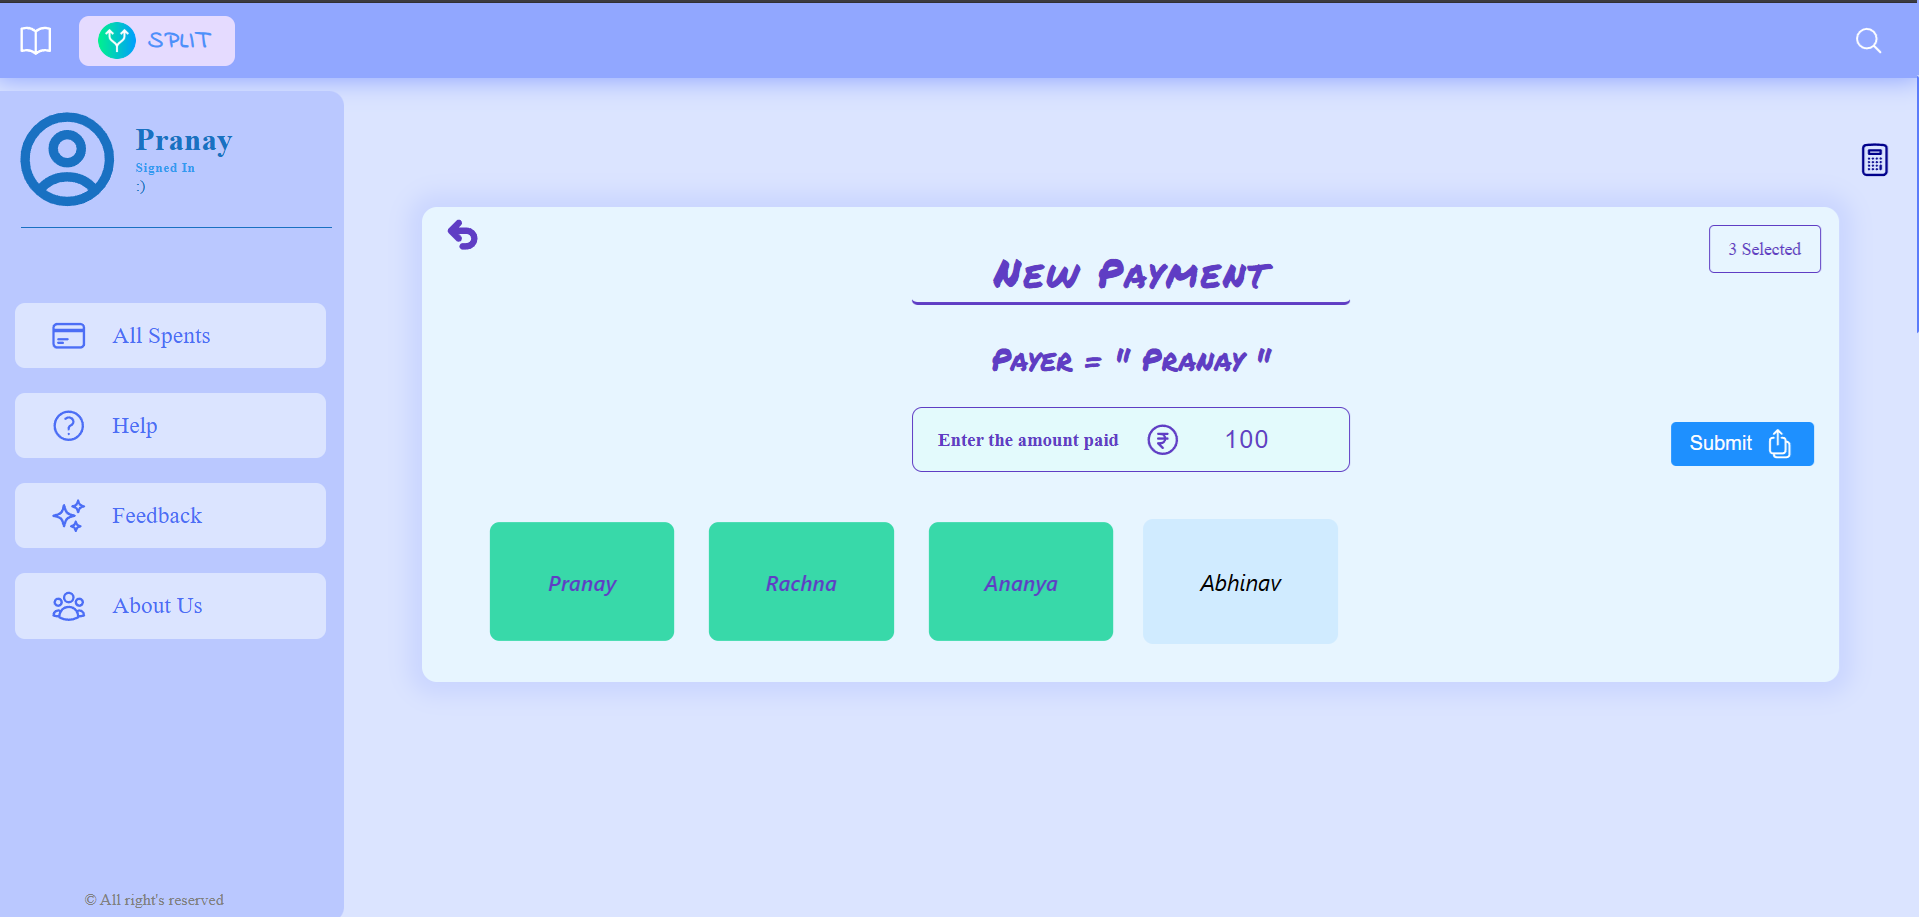 SPLIT
Pranay
Signed In
:)
All Spents
Help
Feedback
About Us
© All right's reserved
3 Selected
New Payment
Payer = " Pranay "
Enter the amount paid ₹ 100
Submit
Pranay Rachna Ananya Abhinav